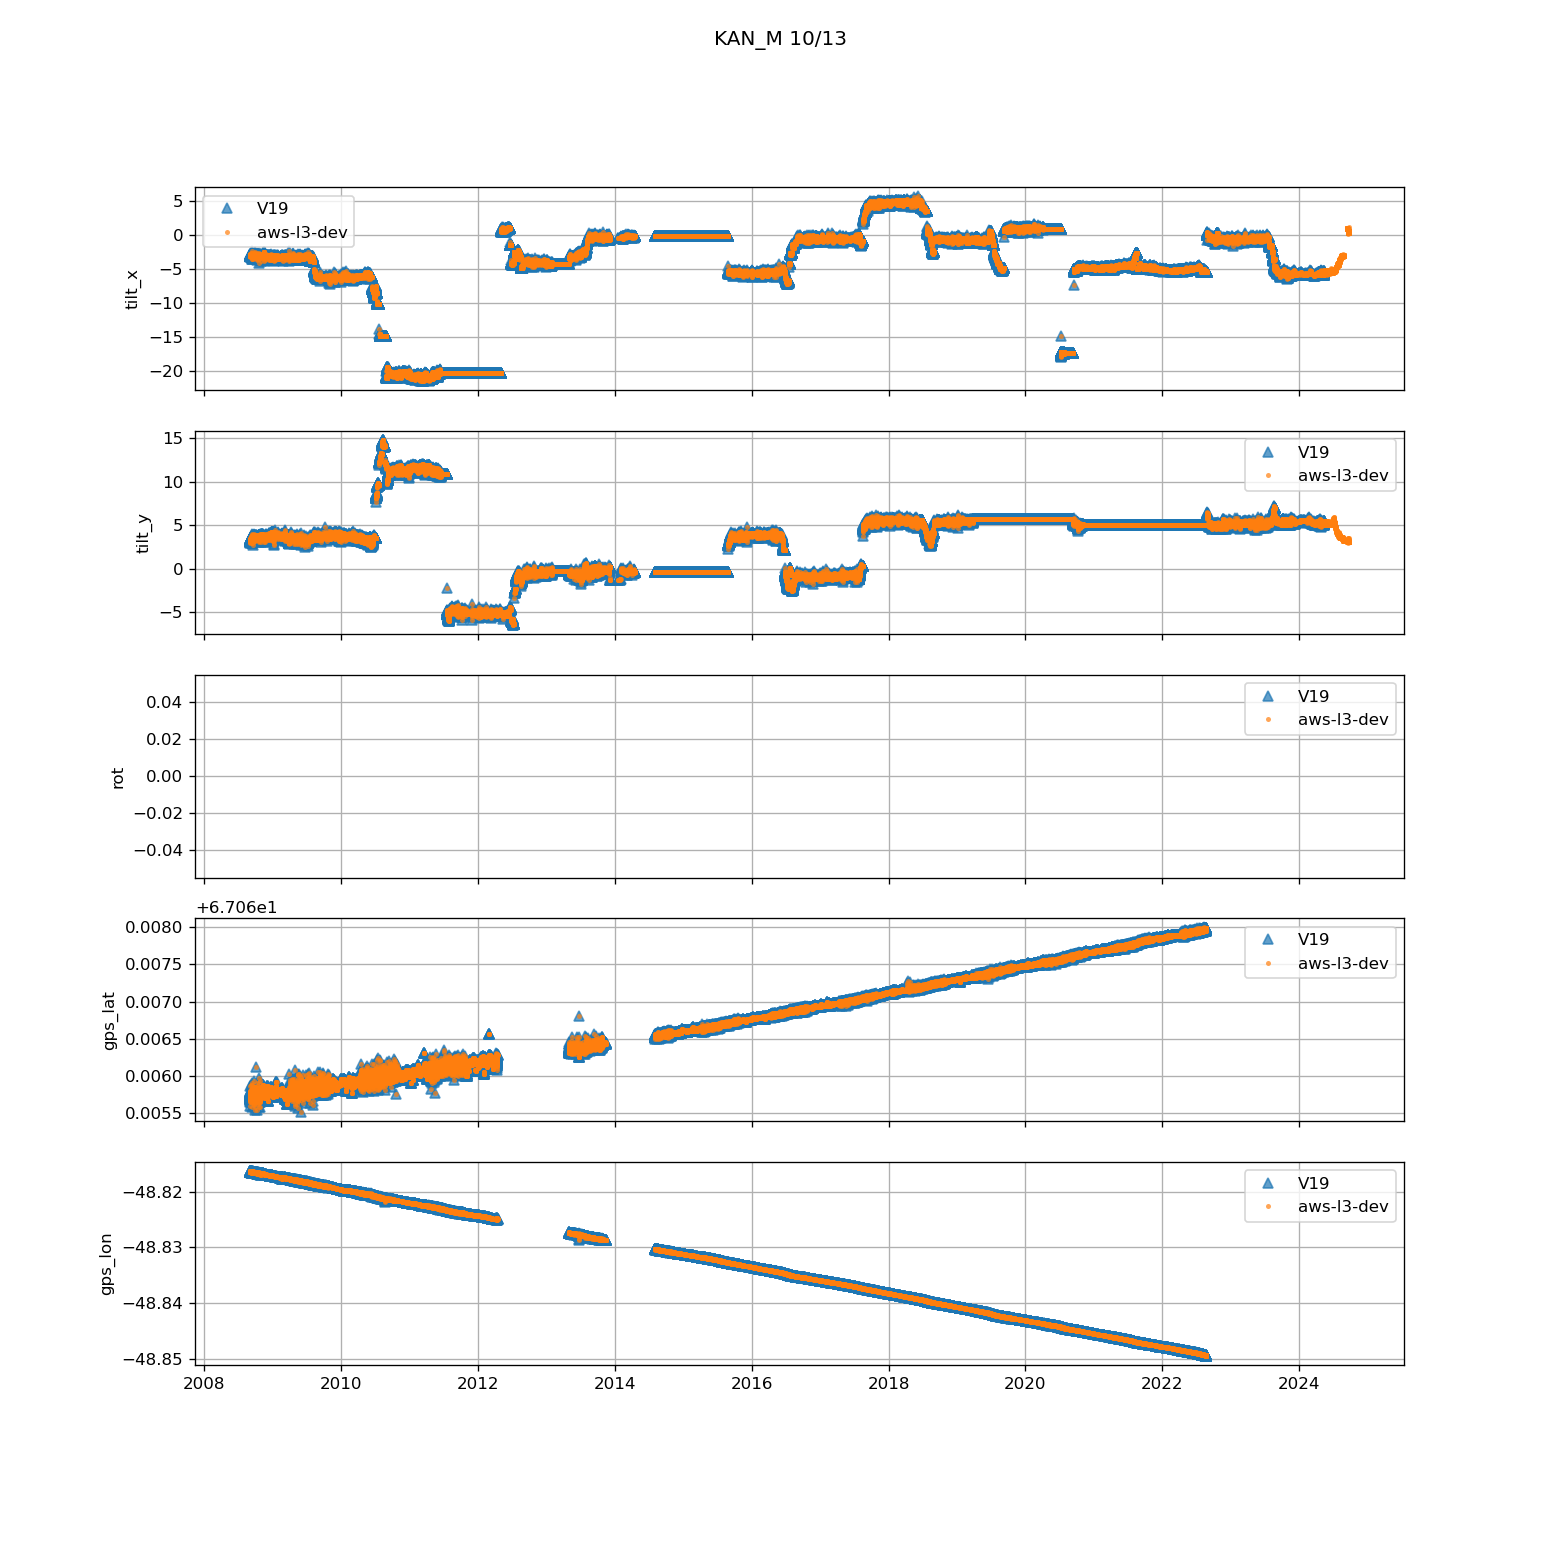 KAN_M 10/13
5
0
−5
−10
−15
−20
tilt_x
V19
aws-l3-dev
15
10
5
0
−5
tilt_y
V19
aws-l3-dev
0.04
0.02
0.00
−0.02
−0.04
rot
V19
aws-l3-dev
+6.706e1
0.0080
0.0075
0.0070
0.0065
0.0060
0.0055
gps_lat
V19
aws-l3-dev
−48.82
−48.83
−48.84
−48.85
gps_lon
V19
aws-l3-dev
2008 2010 2012 2014 2016 2018 2020 2022 2024